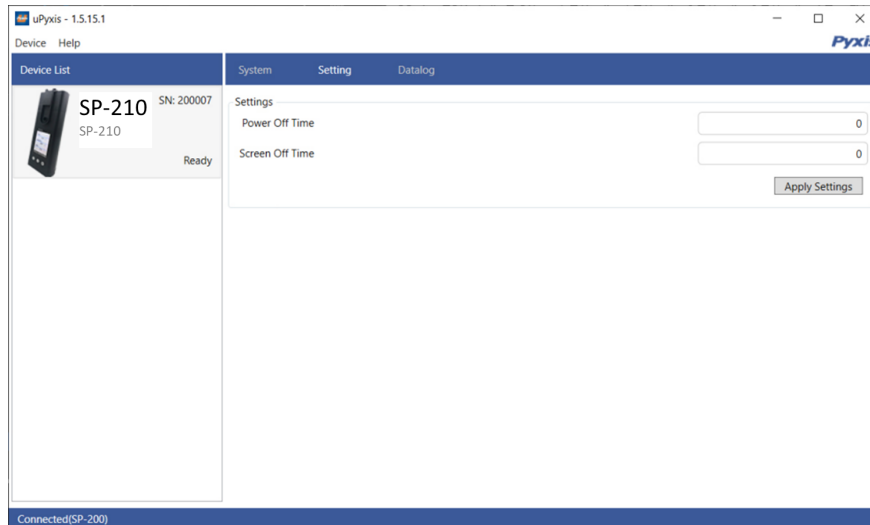 uPyxis - 1.5.15.1
Device Help
Device List
System Setting Datalog
SP-210
SN: 200007
SP-210
Ready
Settings
Power Off Time 0
Screen Off Time 0
Apply Settings
Connected(SP-200)